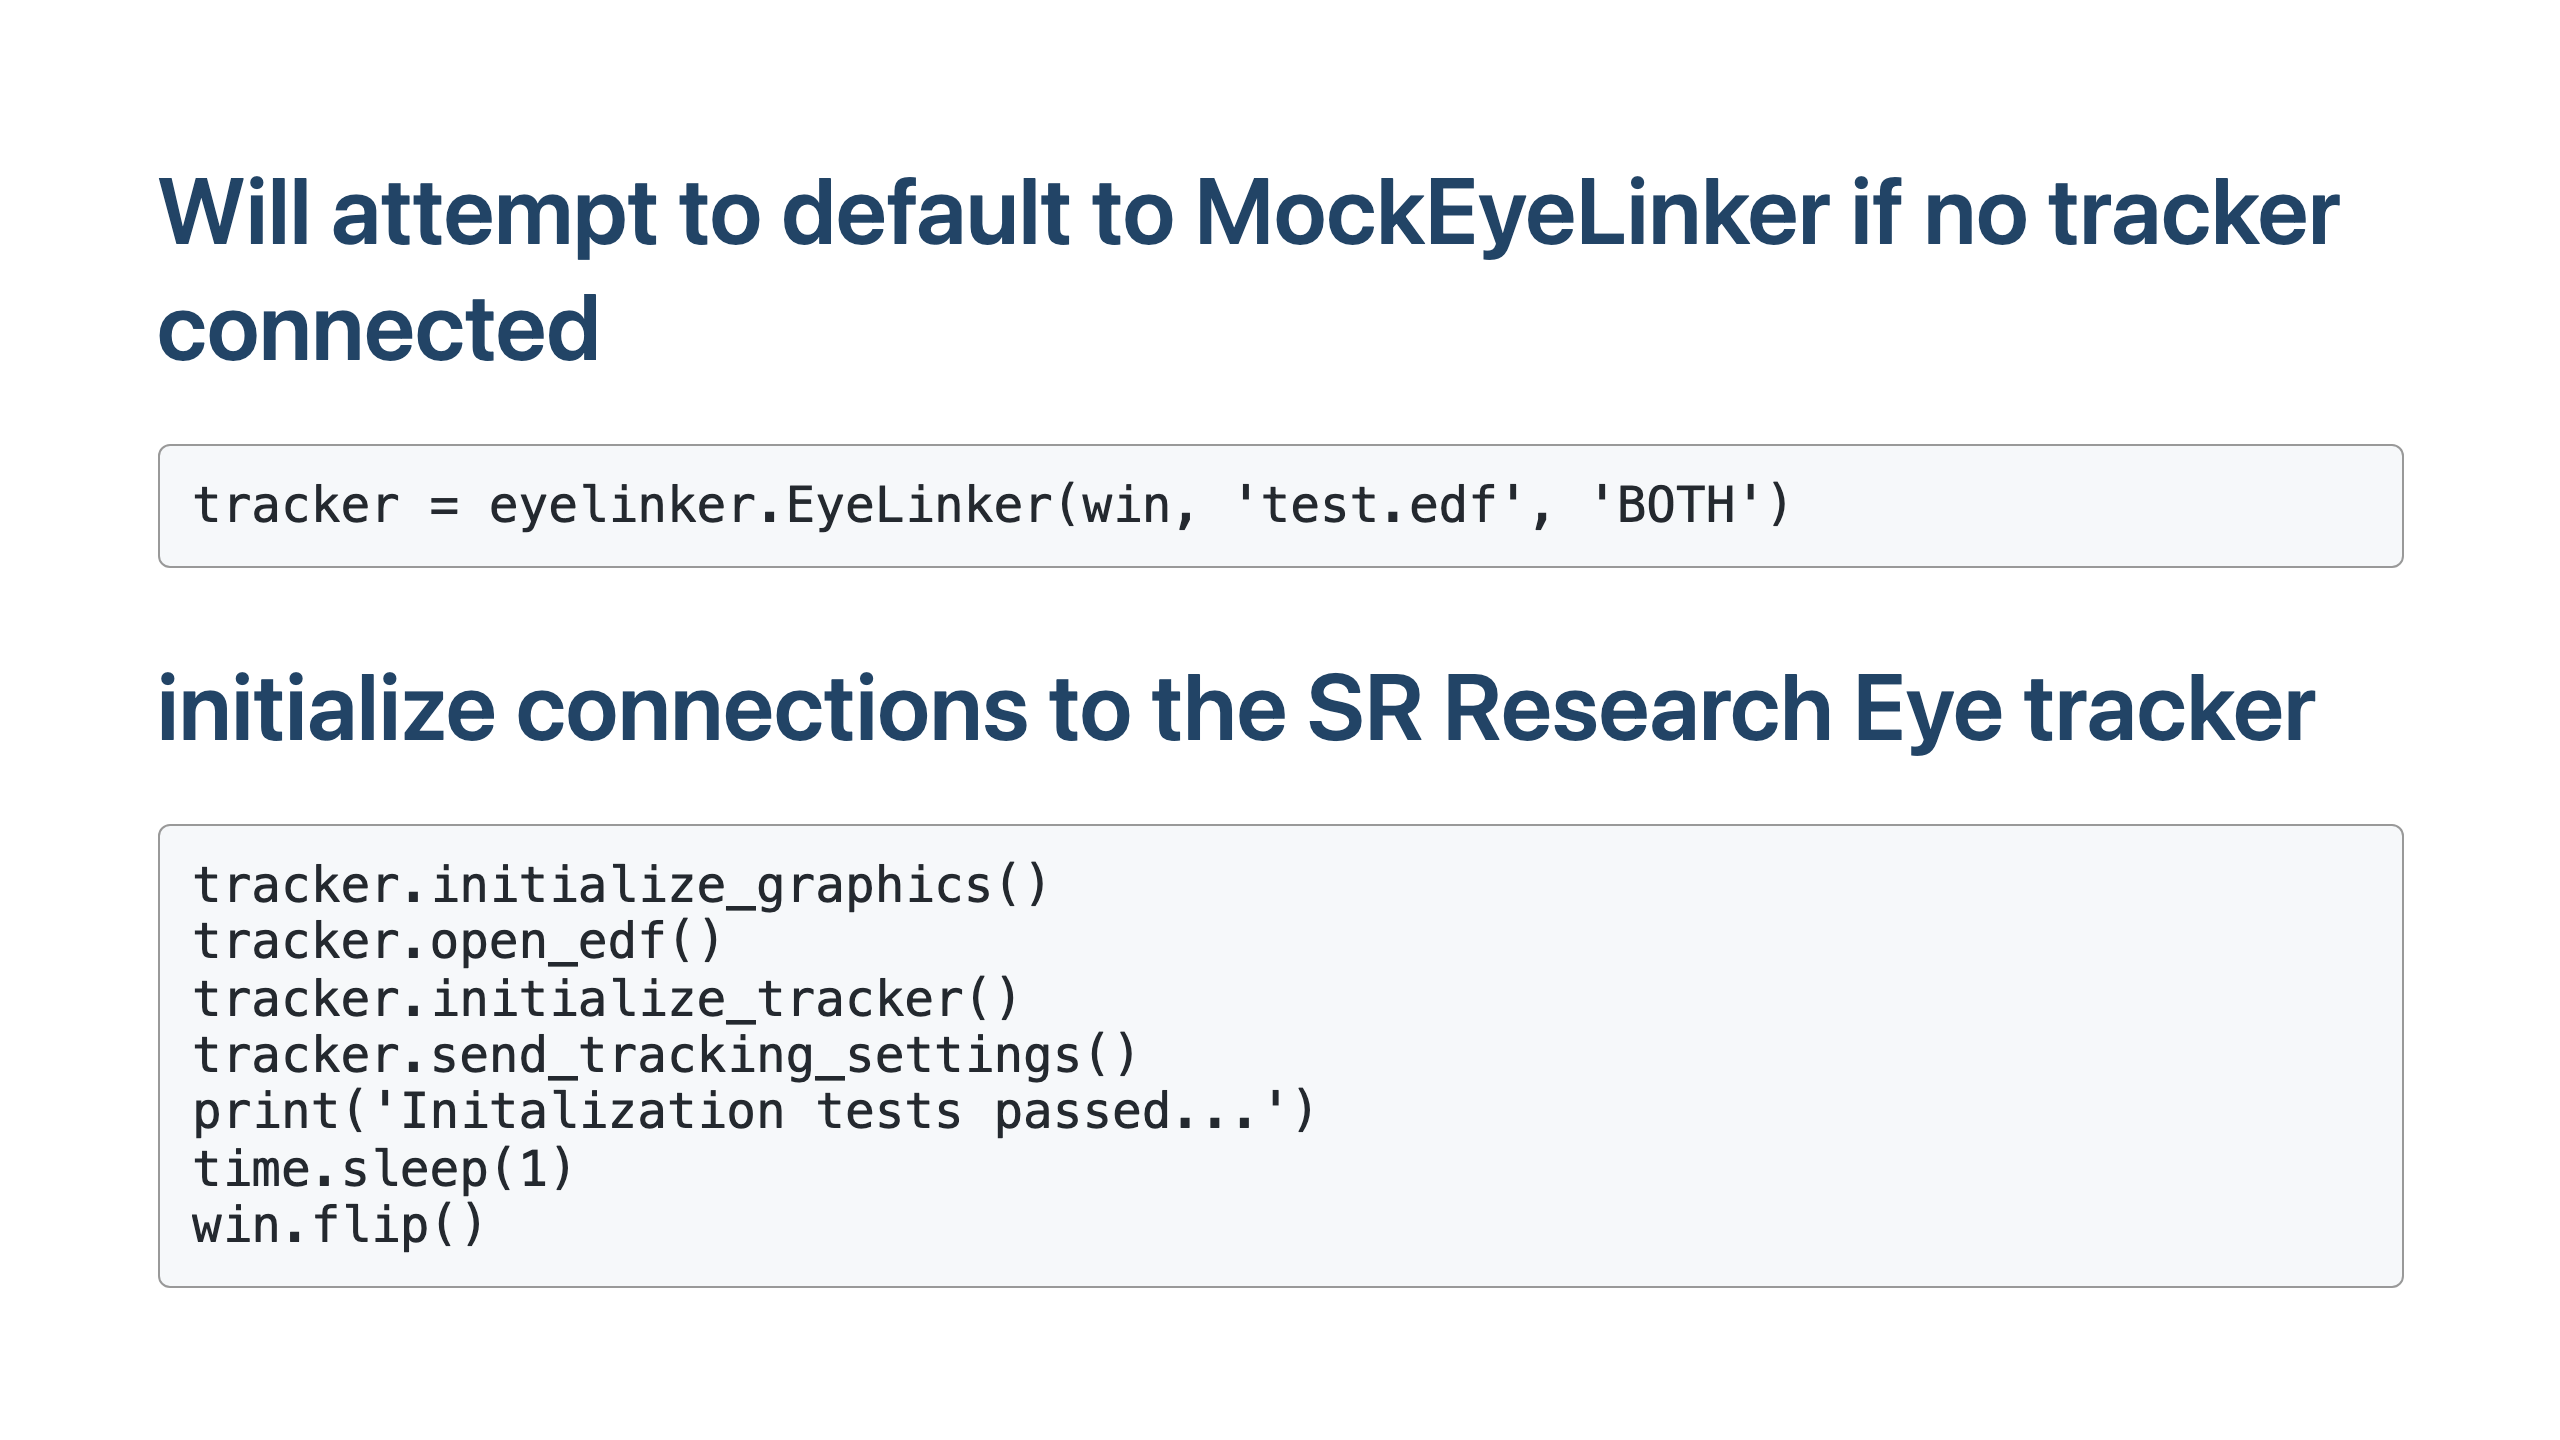 Will attempt to default to MockEyeLinker if no tracker
connected
tracker = eyelinker.EyeLinker(win, 'test.edf', 'BOTH')
initialize connections to the SR Research Eye tracker
tracker.initialize_graphics()
tracker.open_edf()
tracker.initialize_tracker()
tracker.send_tracking_settings()
print('Initalization tests passed...')
time.sleep(1)
win.flip()